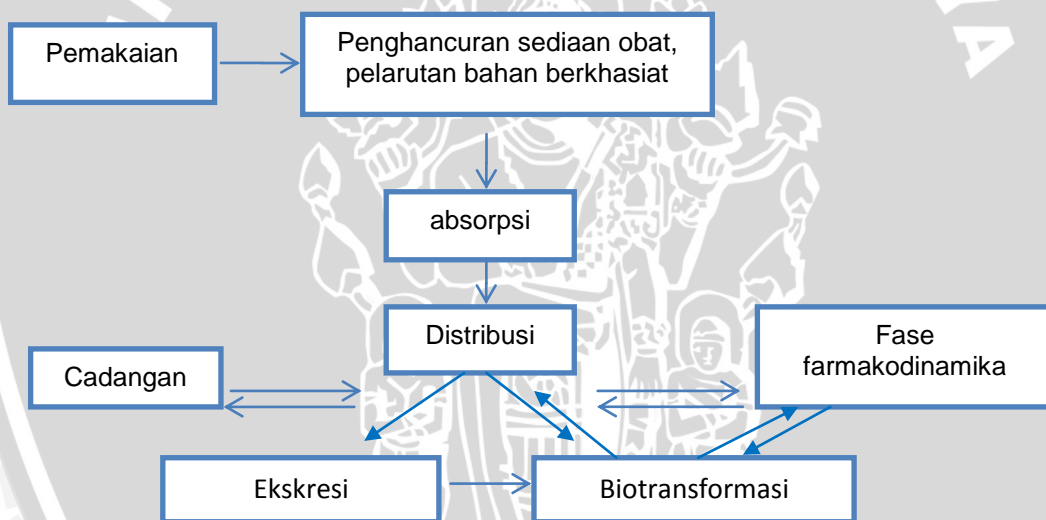 Pemakaian
Penghancuran sediaan obat,
pelarutan bahan berkhasiat
absorpsi
Distribusi
Fase
farmakodinamika
Cadangan
Ekskresi
Biotransformasi